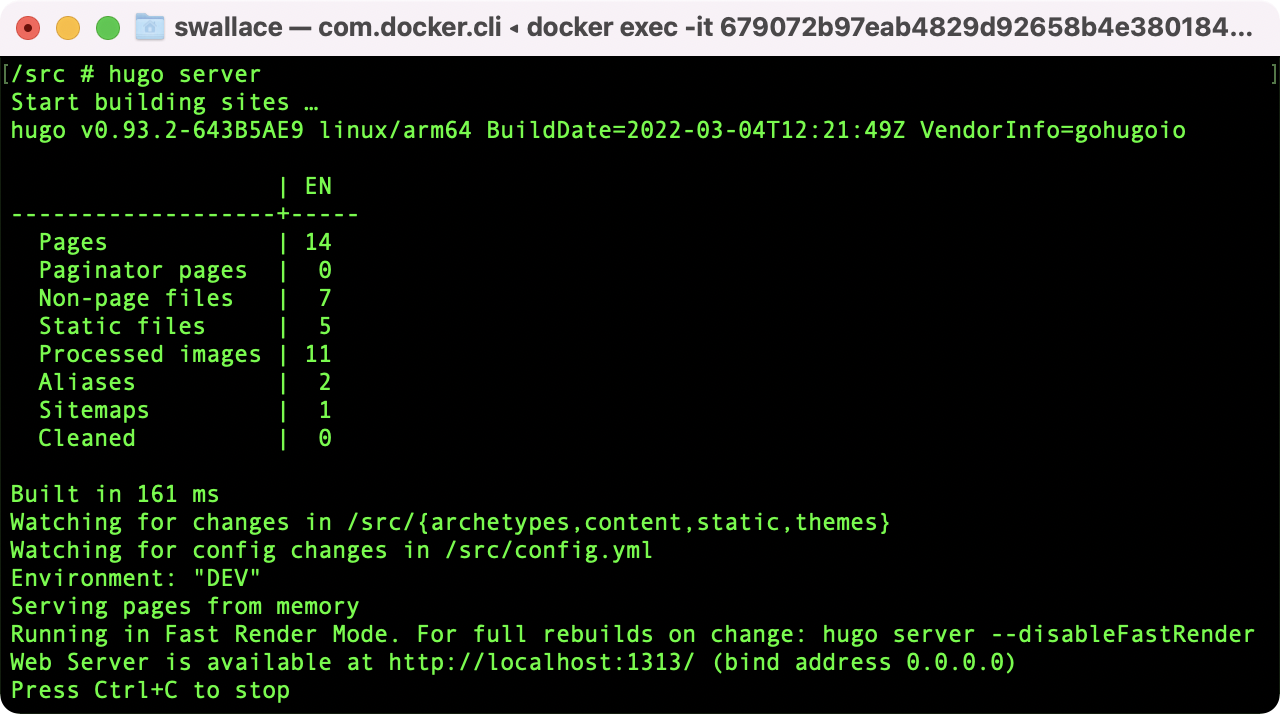 swallace — com.docker.cli ◂ docker exec -it 679072b97eab4829d92658b4e380184...
[/src # hugo server ]
Start building sites …
hugo v0.93.2-643B5AE9 linux/arm64 BuildDate=2022-03-04T12:21:49Z VendorInfo=gohugoio
                   | EN
-------------------+-----
  Pages            | 14
  Paginator pages  |  0
  Non-page files   |  7
  Static files     |  5
  Processed images | 11
  Aliases          |  2
  Sitemaps         |  1
  Cleaned          |  0
Built in 161 ms
Watching for changes in /src/{archetypes,content,static,themes}
Watching for config changes in /src/config.yml
Environment: "DEV"
Serving pages from memory
Running in Fast Render Mode. For full rebuilds on change: hugo server --disableFastRender
Web Server is available at http://localhost:1313/ (bind address 0.0.0.0)
Press Ctrl+C to stop